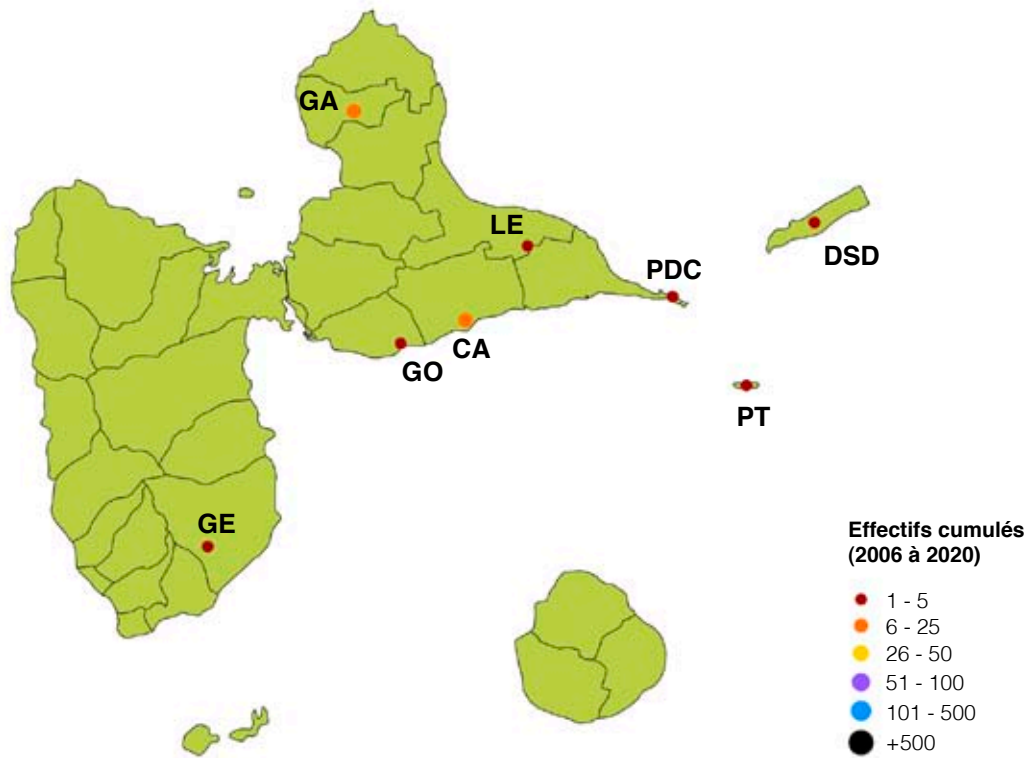 GA
LE
DSD
PDC
CA
GO
PT
GE
Effectifs cumulés
(2006 à 2020)
1 - 5
6 - 25
26 - 50
51 - 100
101 - 500
+500